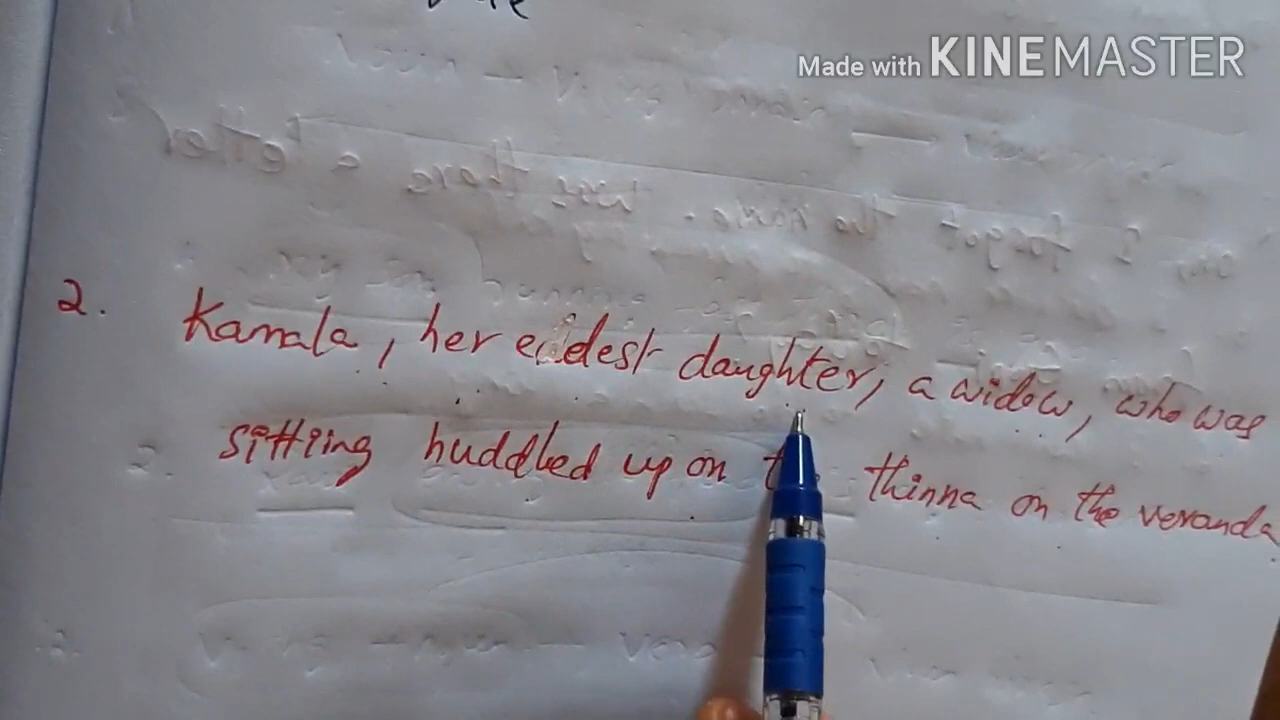 Made with KINEMASTER
2. Kamala, her eldest daughter, a widow, who was
sitting huddled up on thinna on the veranda